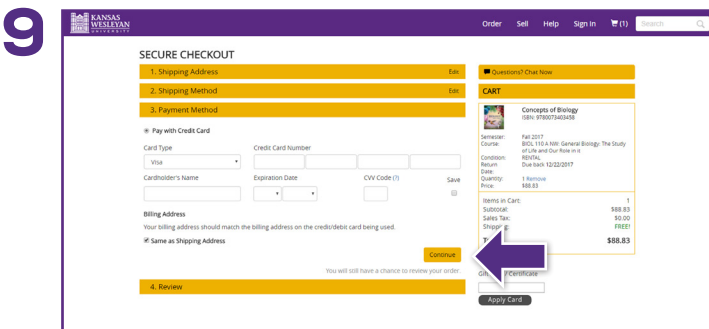 9
KANSAS
WESLEYAN
UNIVERSITY
Order Sell Help Sign In (1) Search
SECURE CHECKOUT
1. Shipping Address Edit
2. Shipping Method Edit
3. Payment Method
Pay with Credit Card
Card Type Credit Card Number
Visa
Cardholder's Name Expiration Date CVV Code (?) Save
Billing Address
Your billing address should match the billing address on the credit/debit card being used.
Same as Shipping Address
Continue
You will still have a chance to review your order.
4. Review
Questions? Chat Now
CART
Concepts of Biology
ISBN: 9780073403458
Semester: Fall 2017
Course: BIOL 110 A NW: General Biology: The Study
of Life and Our Role in it
Condition: RENTAL
Return Due back 12/22/2017
Date:
Quantity: 1 Remove
Price: $88.83
Items in Cart: 1
Subtotal: $88.83
Sales Tax: $0.00
Shipping: FREE!
$88.83
Certificate
Apply Card